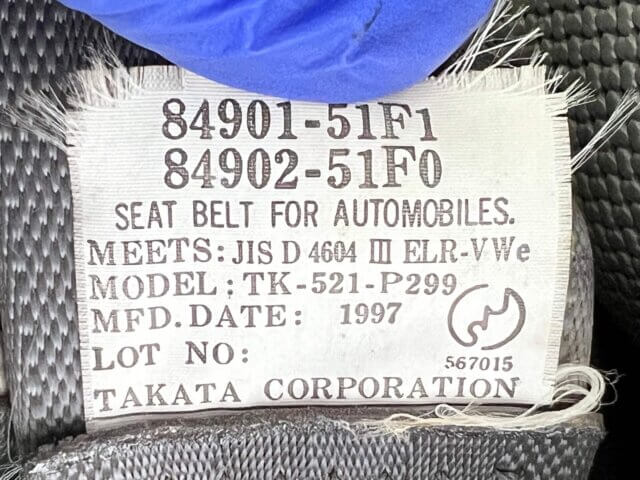 84901-51F1
84902-51F0
SEAT BELT FOR AUTOMOBILES.
MEETS: JIS D 4604 III ELR-VWe
MODEL: TK-521-P299
MFD. DATE: 1997
LOT NO:
567015
TAKATA CORPORATION